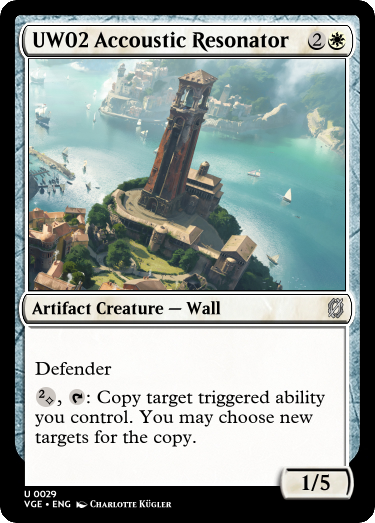 UW02 Accoustic Resonator 2
Artifact Creature — Wall
Defender
2, : Copy target triggered ability
you control. You may choose new
targets for the copy.
1/5
U 0029
VGE • ENG Charlotte Kügler